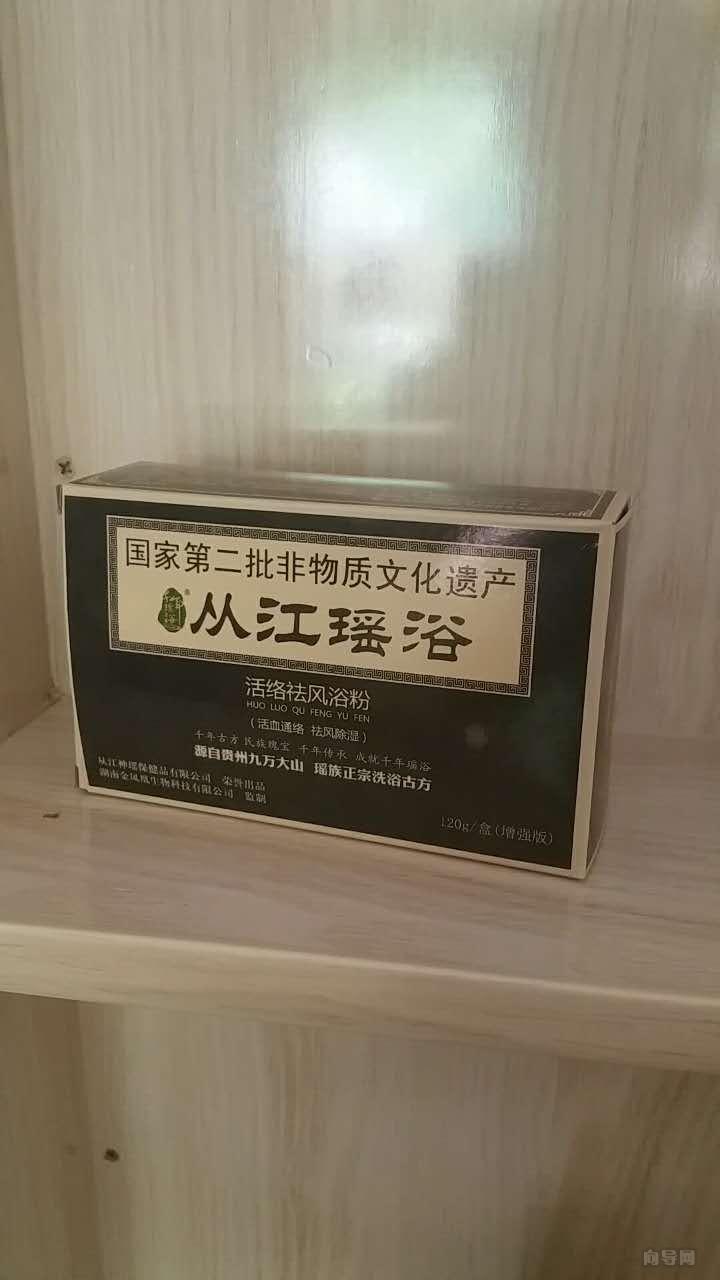 国家第二批非物质文化遗产
®
从江瑶浴
活络祛风浴粉
HUO LUO QU FENG YU FEN
（活血通络 祛风除湿）
千年古方 民族瑰宝 千年传承 成就千年瑶浴
源自贵州九万大山 瑶族正宗洗浴古方
从江神瑶保健品有限公司 荣誉出品
湖南金凤凰生物科技有限公司 监制
120g/盒(增强版)
向导网